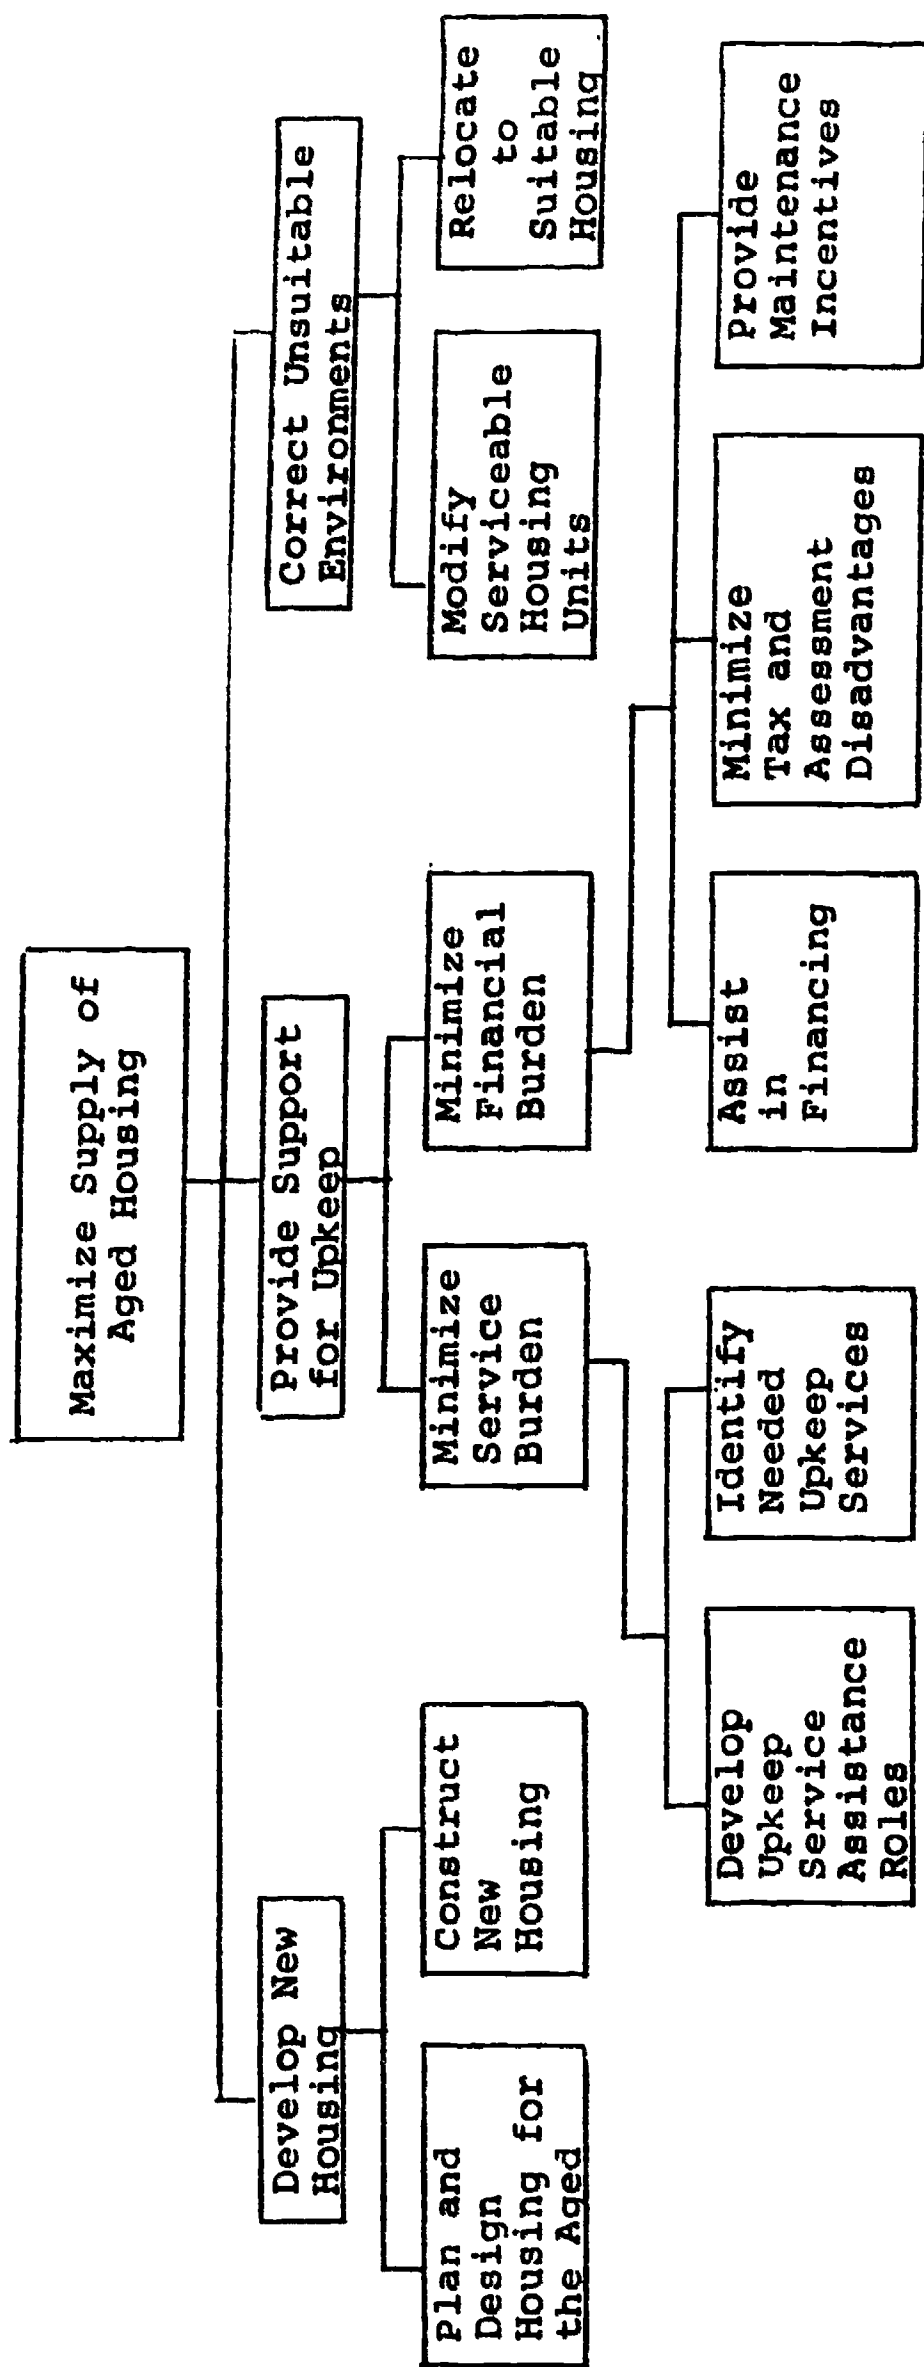 Maximize Supply of
Aged Housing
Develop New
Housing
Provide Support
for Upkeep
Correct Unsuitable
Environments
Plan and
Design
Housing for
the Aged
Construct
New
Housing
Minimize
Service
Burden
Minimize
Financial
Burden
Modify
Serviceable
Housing
Units
Relocate
to
Suitable
Housing
Develop
Upkeep
Service
Assistance
Roles
Identify
Needed
Upkeep
Services
Assist
in
Financing
Minimize
Tax and
Assessment
Disadvantages
Provide
Maintenance
Incentives